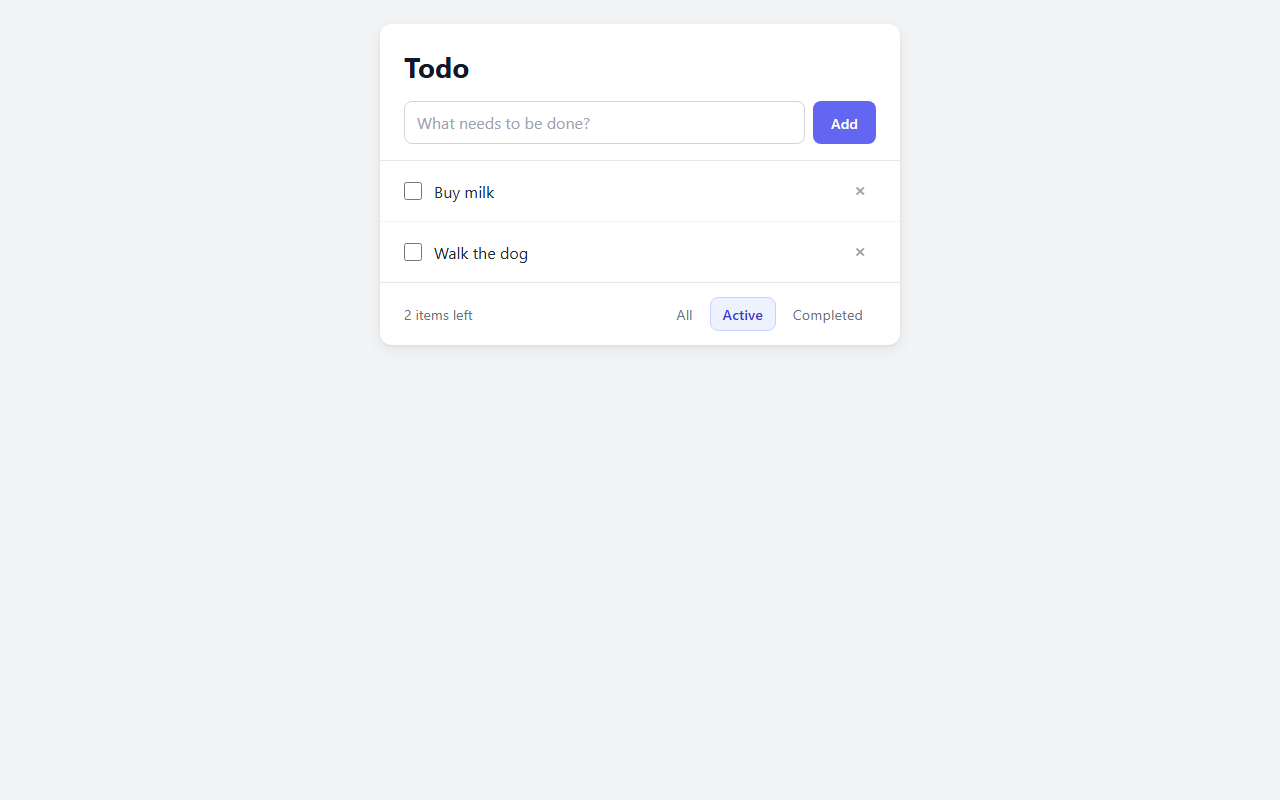 Todo
What needs to be done?
Add
Buy milk
×
Walk the dog
×
2 items left
All
Active
Completed